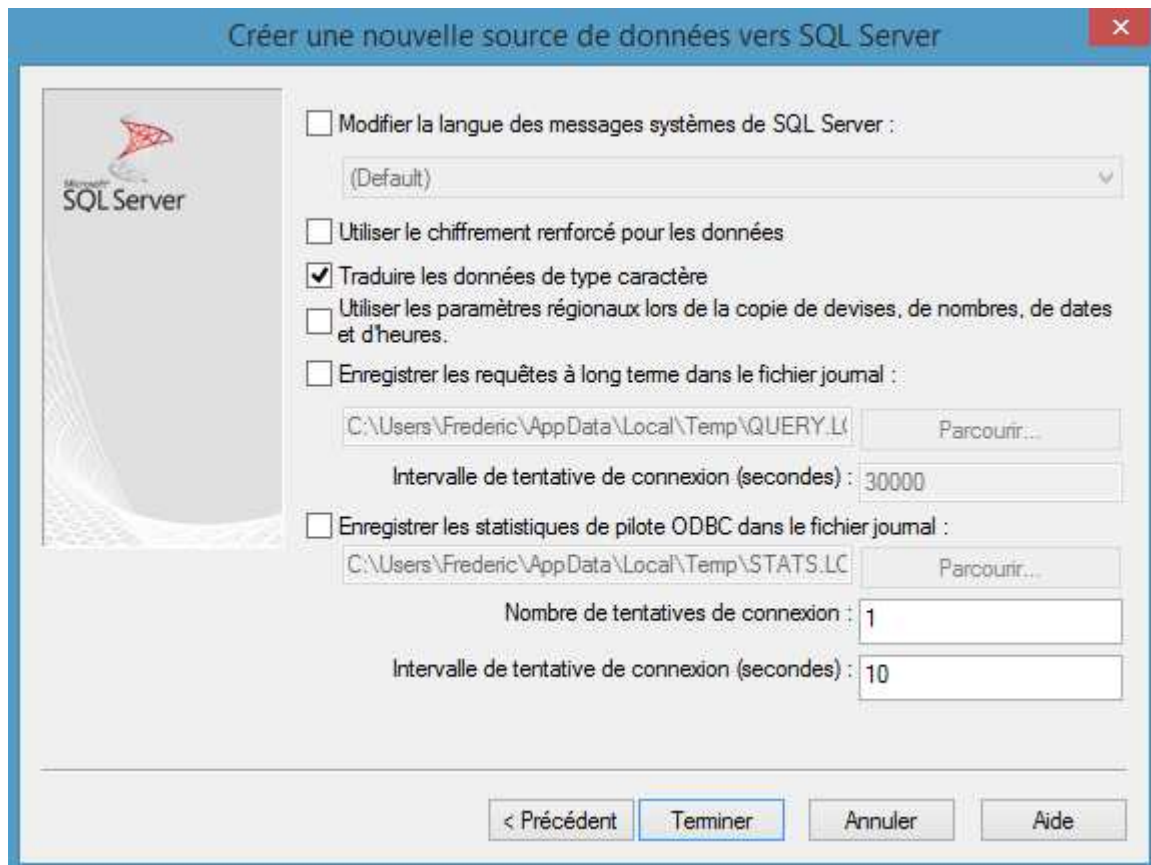 Créer une nouvelle source de données vers SQL Server
Microsoft
SQL Server
Modifier la langue des messages systèmes de SQL Server :
(Default)
Utiliser le chiffrement renforcé pour les données
Traduire les données de type caractère
Utiliser les paramètres régionaux lors de la copie de devises, de nombres, de dates
et d'heures.
Enregistrer les requêtes à long terme dans le fichier journal :
C:\Users\Frederic\AppData\Local\Temp\QUERY.LO Parcourir...
Intervalle de tentative de connexion (secondes) : 30000
Enregistrer les statistiques de pilote ODBC dans le fichier journal :
C:\Users\Frederic\AppData\Local\Temp\STATS.LO Parcourir...
Nombre de tentatives de connexion : 1
Intervalle de tentative de connexion (secondes) : 10
< Précédent Terminer Annuler Aide